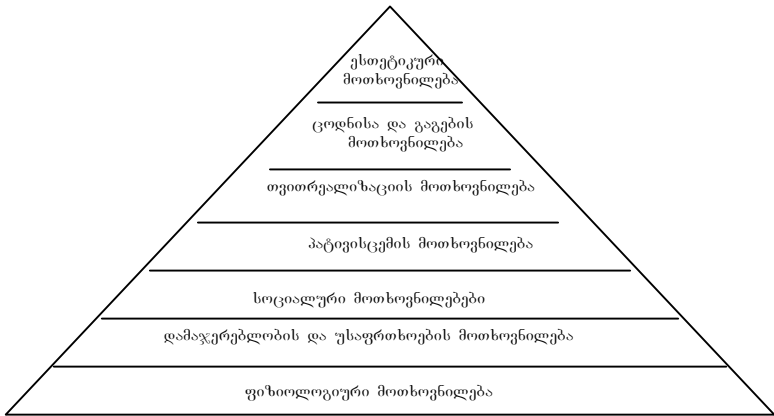 ესთეტიკური
მოთხოვნილება
ცოდნისა და გაგების
მოთხოვნილება
თვითრეალიზაციის მოთხოვნილება
პატივისცემის მოთხოვნილება
სოციალური მოთხოვნილებები
დამაჯერებლობის და უსაფრთხოების მოთხოვნილება
ფიზიოლოგიური მოთხოვნილება